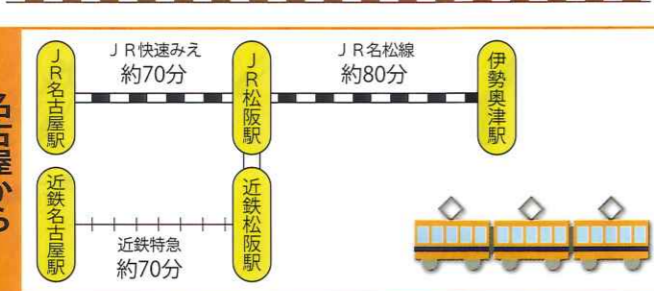 名古屋から
JR名古屋駅
JR快速みえ
約70分
JR松阪駅
JR名松線
約80分
伊勢奥津駅
近鉄名古屋駅
近鉄特急
約70分
近鉄松阪駅